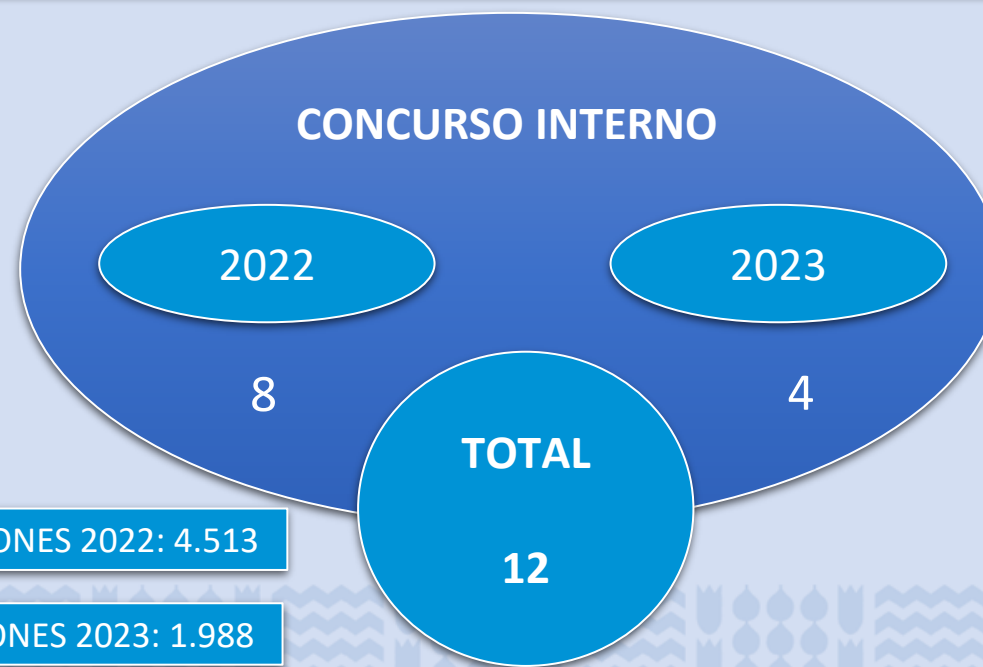 CONCURSO INTERNO
2022
2023
8
4
TOTAL
12
ONES 2022: 4.513
ONES 2023: 1.988